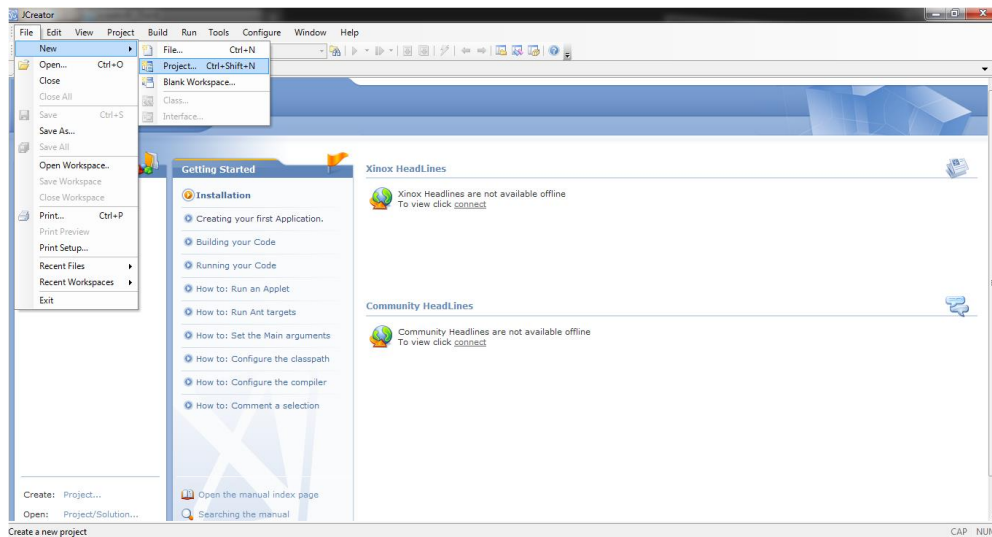 JCreator
File Edit View Project Build Run Tools Configure Window Help
New
Open... Ctrl+O
Close
Close All
Save Ctrl+S
Save As...
Save All
Open Workspace..
Save Workspace
Close Workspace
Print... Ctrl+P
Print Preview
Print Setup...
Recent Files
Recent Workspaces
Exit
File... Ctrl+N
Project... Ctrl+Shift+N
Blank Workspace...
Class...
Interface...
Getting Started
Installation
Creating your first Application.
Building your Code
Running your Code
How to: Run an Applet
How to: Run Ant targets
How to: Set the Main arguments
How to: Configure the classpath
How to: Configure the compiler
How to: Comment a selection
Open the manual index page
Searching the manual
Xinox HeadLines
Xinox Headlines are not available offline
To view click connect
Community HeadLines
Community Headlines are not available offline
To view click connect
Create: Project...
Open: Project/Solution...
Create a new project
CAP NUM